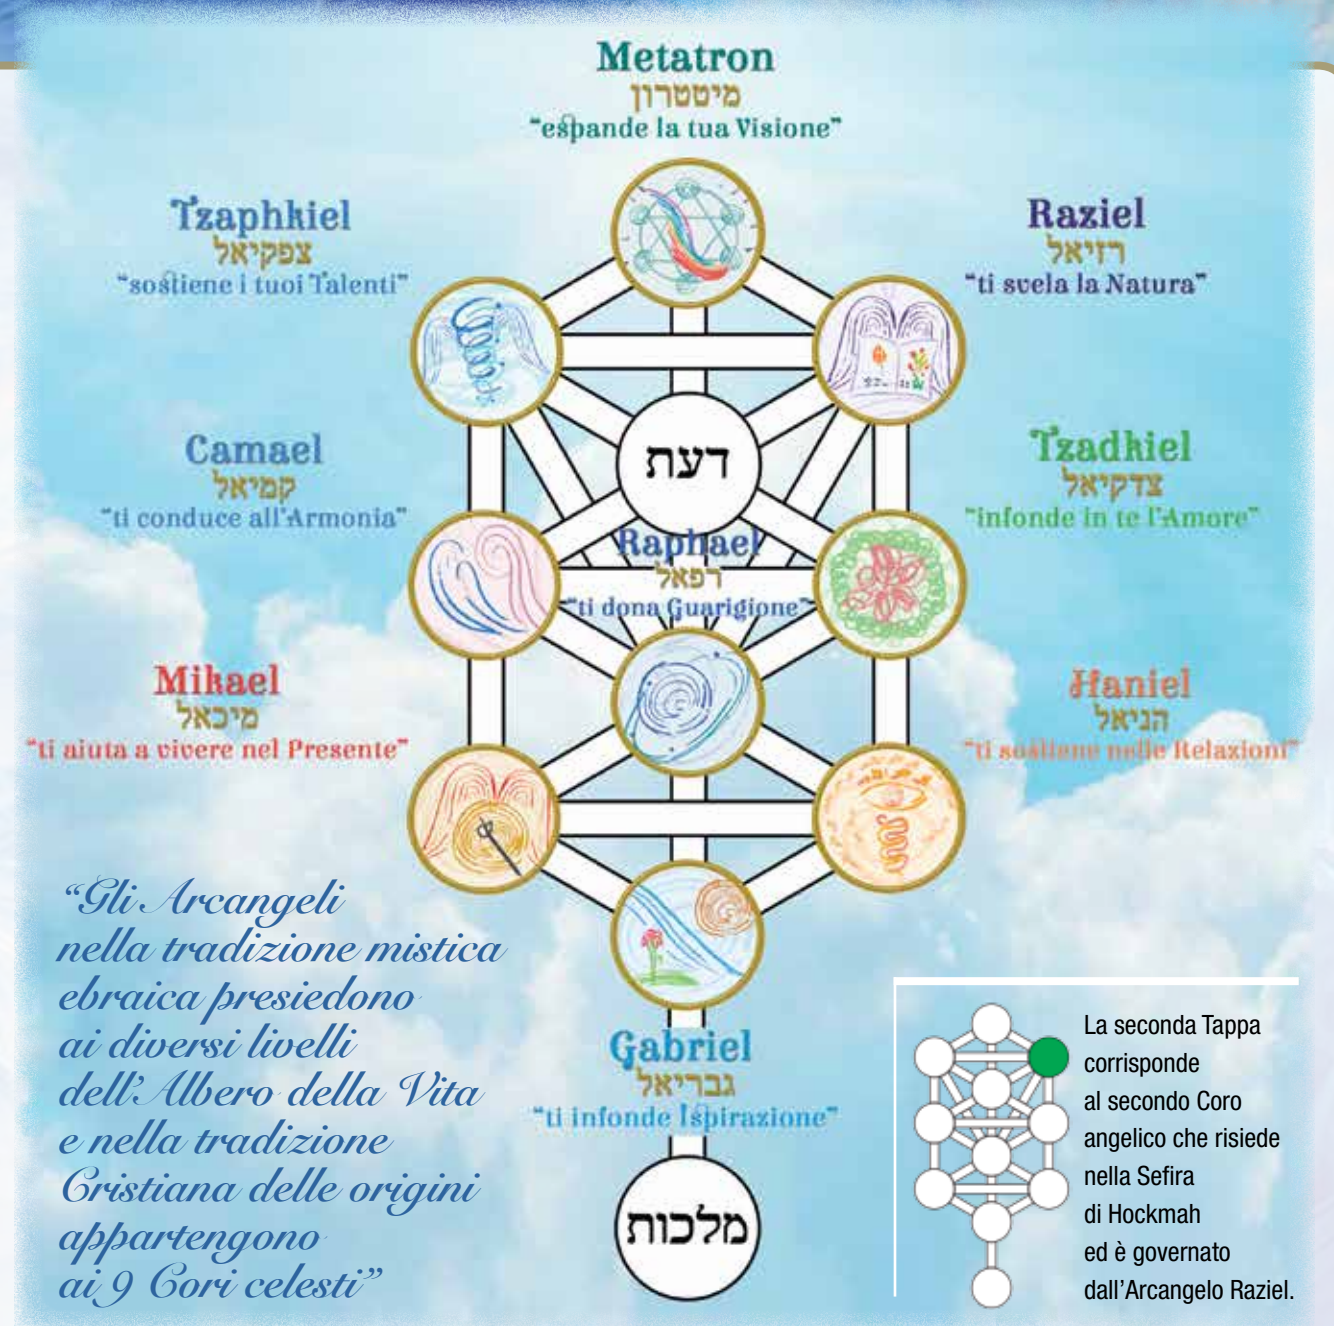 Metatron
מיטטרון
"espande la tua Visione"
Tzaphkiel
צפקיאל
"sostiene i tuoi Talenti"
Raziel
רזיאל
"ti svela la Natura"
דעת
Camael
קמיאל
"ti conduce all'Armonia"
Tzadkiel
צדקיאל
"infonde in te l'Amore"
Raphael
רפאל
"ti dona Guarigione"
Mikael
מיכאל
"ti aiuta a vivere nel Presente"
Haniel
הניאל
"ti sostiene nelle Relazioni"
"Gli Arcangeli
nella tradizione mistica
ebraica presiedono
ai diversi livelli
dell'Albero della Vita
e nella tradizione
Cristiana delle origini
appartengono
ai 9 Cori celesti"
Gabriel
גבריאל
"ti infonde Ispirazione"
מלכות
La seconda Tappa
corrisponde
al secondo Coro
angelico che risiede
nella Sefira
di Hockmah
ed è governato
dall'Arcangelo Raziel.